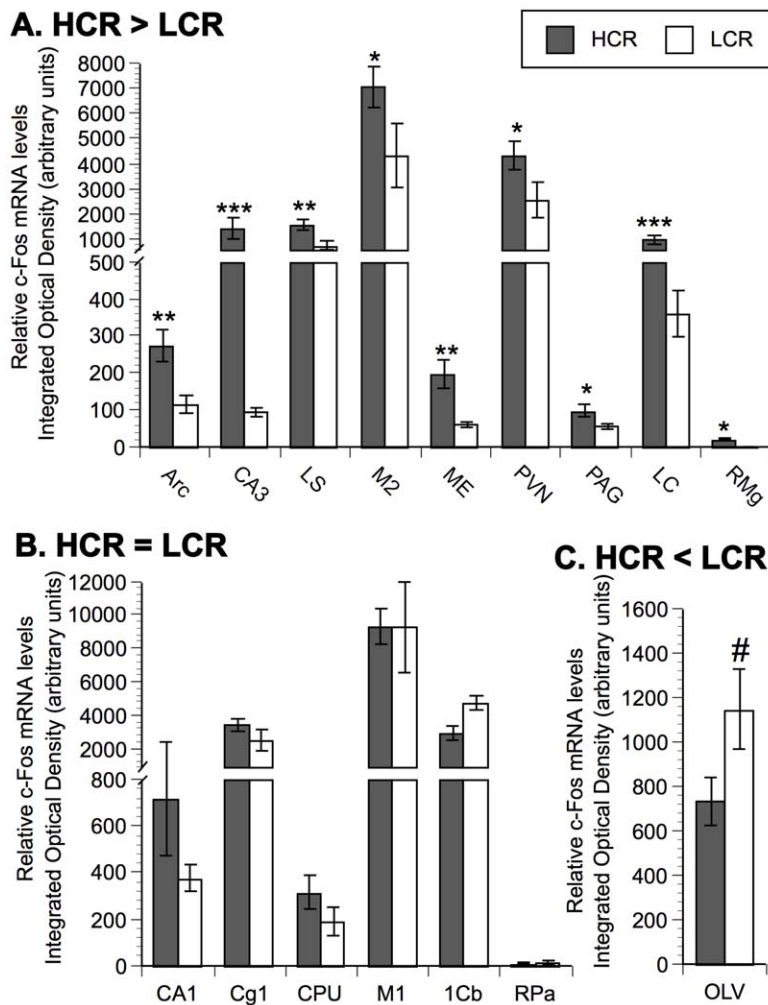 A. HCR > LCR
HCR LCR
Relative c-Fos mRNA levels
Integrated Optical Density (arbitrary units)
8000
7000
6000
5000
4000
3000
2000
1000
500
400
300
200
100
0
** *** ** * ** * * *** *
Arc CA3 LS M2 ME PVN PAG LC RMg
B. HCR = LCR
Relative c-Fos mRNA levels
Integrated Optical Density (arbitrary units)
12000
10000
8000
6000
4000
2000
800
600
400
200
0
CA1 Cg1 CPU M1 1Cb RPa
C. HCR < LCR
Relative c-Fos mRNA levels
Integrated Optical Density (arbitrary units)
1600
1400
1200
1000
800
600
400
200
0
#
OLV